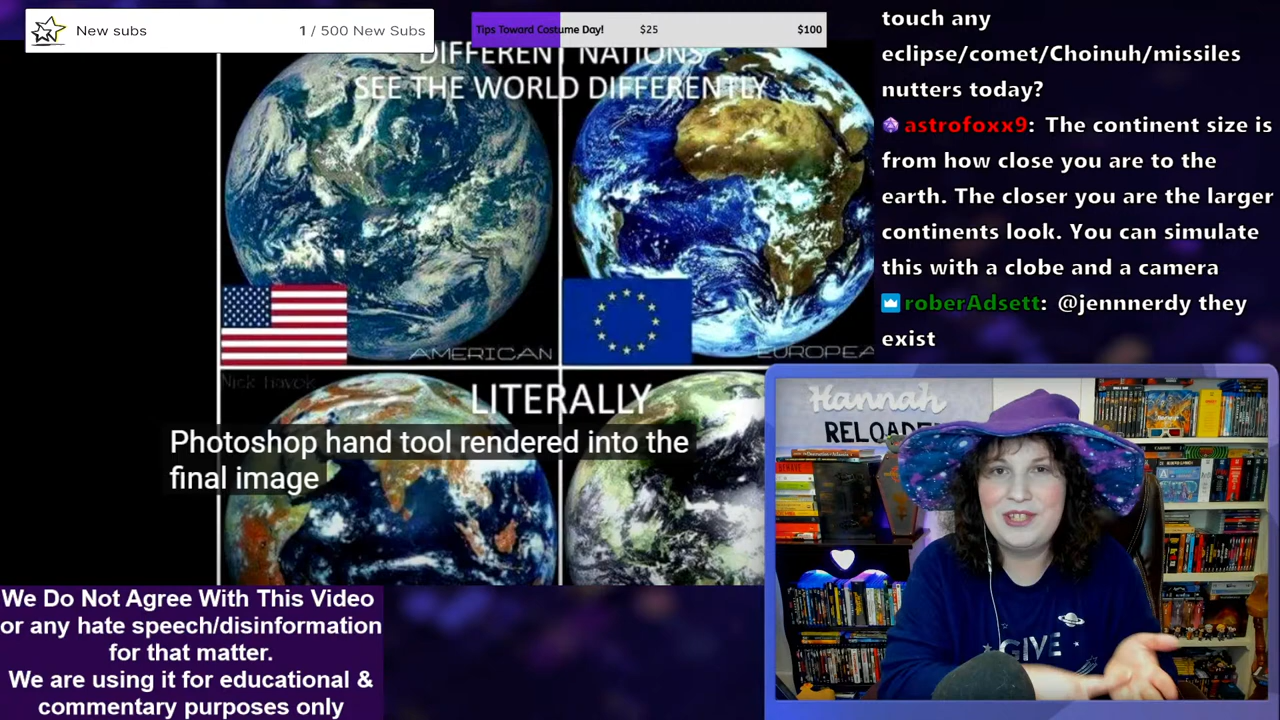 New subs
1 / 500 New Subs
Tips Toward Costume Day!
$25
$100
DIFFERENT NATIONS
SEE THE WORLD DIFFERENTLY
AMERICAN
EUROPEA
Nick Havok
LITERALLY
Photoshop hand tool rendered into the
final image
We Do Not Agree With This Video
or any hate speech/disinformation
for that matter.
We are using it for educational &
commentary purposes only
touch any
eclipse/comet/Choinuh/missiles
nutters today?
astrofoxx9: The continent size is
from how close you are to the
earth. The closer you are the larger
continents look. You can simulate
this with a clobe and a camera
roberAdsett: @jennnerdy they
exist
Hannah
RELOADE
GIVE